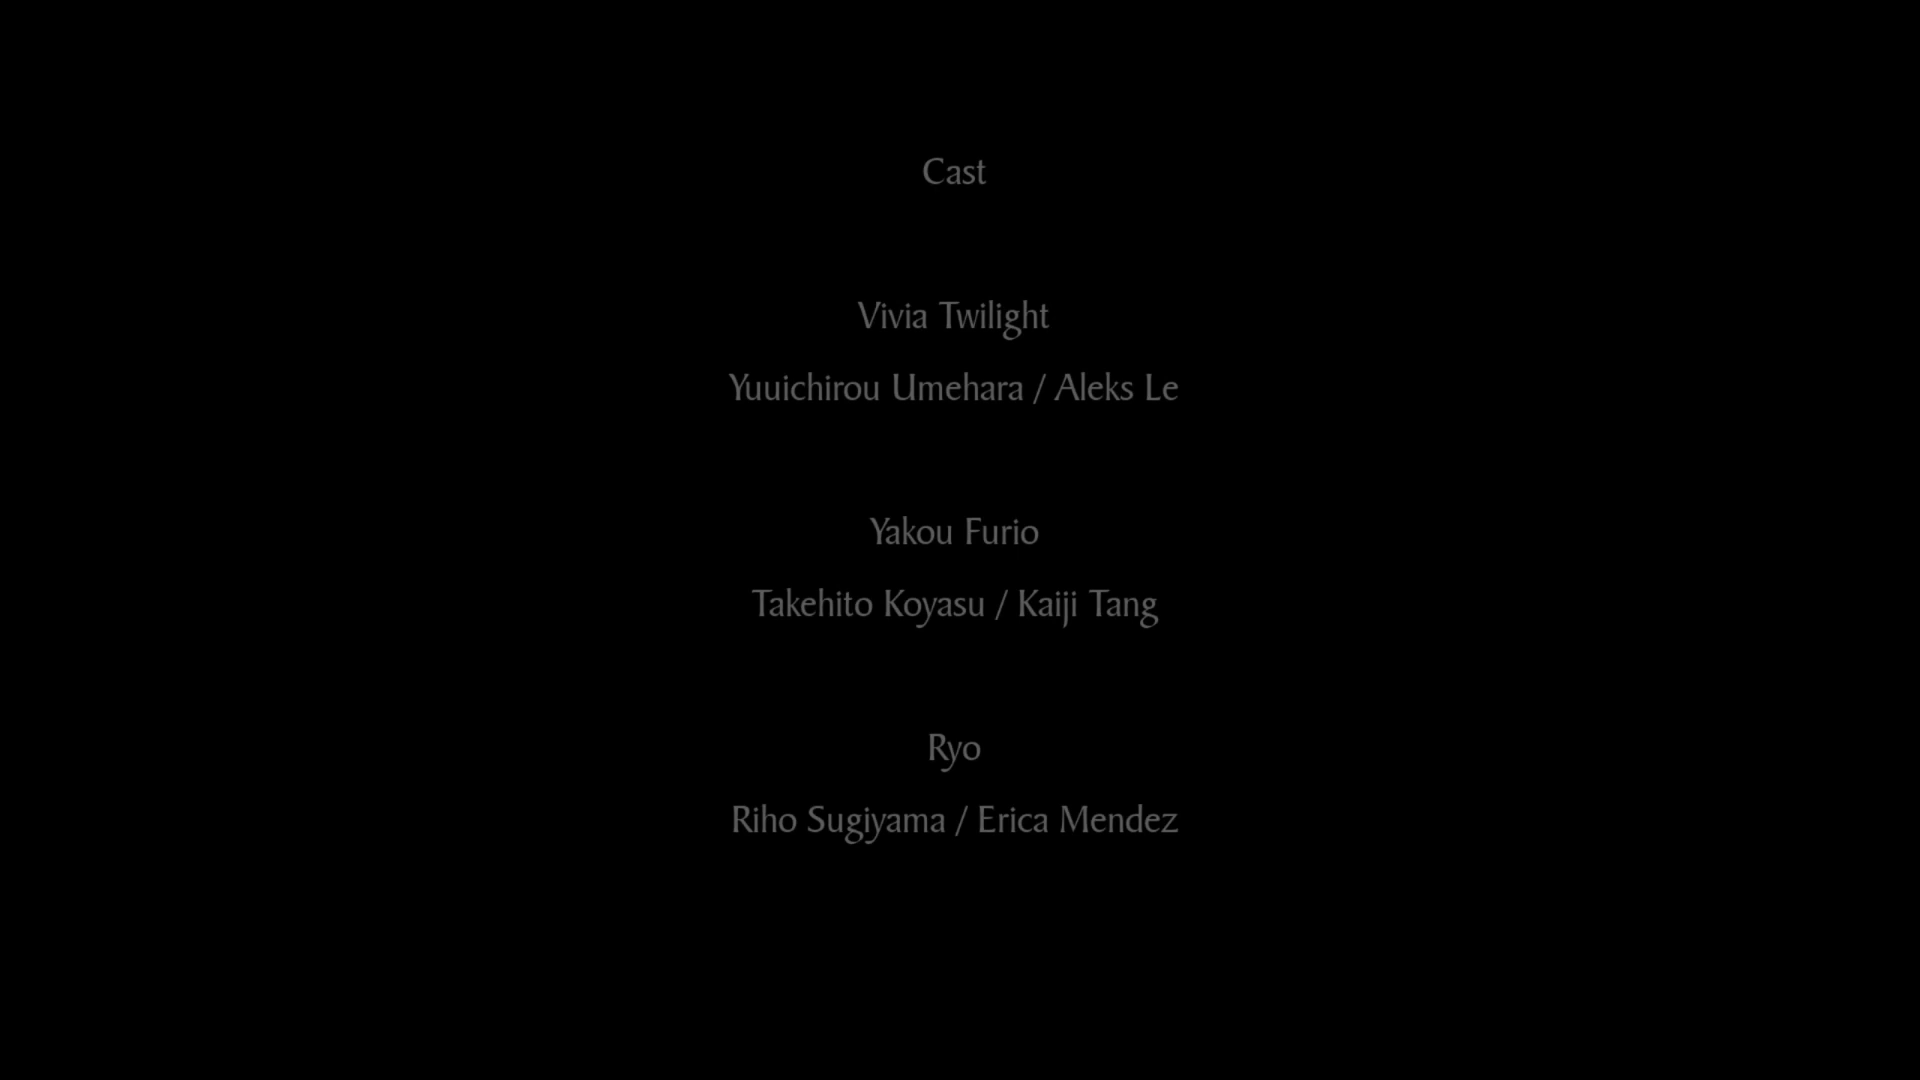 Cast
Vivia Twilight
Yuuichirou Umehara / Aleks Le
Yakou Furio
Takehito Koyasu / Kaiji Tang
Ryo
Riho Sugiyama / Erica Mendez